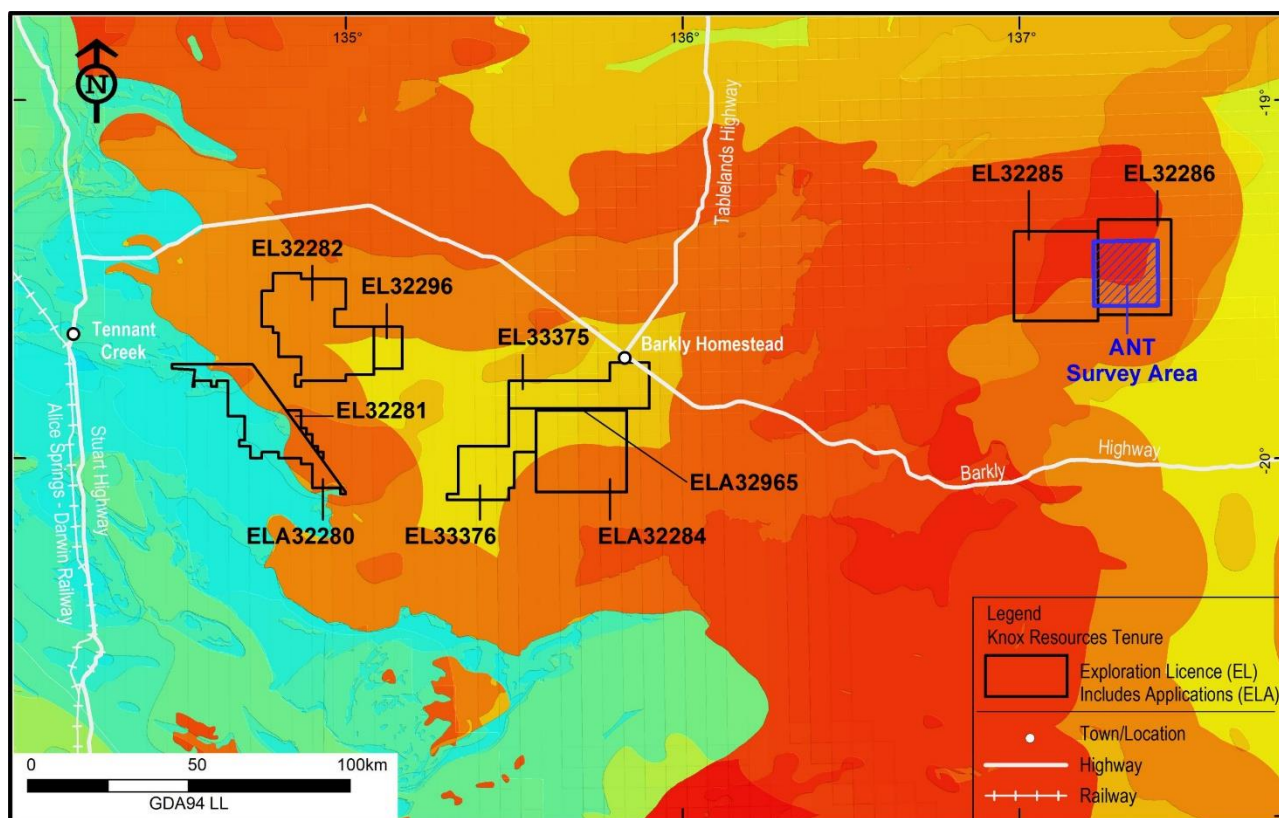 135°
136°
137°
N
-19°
Tablelands Highway
EL32285
EL32286
EL32282
EL32296
Tennant
Creek
EL33375
Barkly Homestead
ANT
Survey Area
EL32281
Stuart Highway
Alice Springs - Darwin Railway
Highway
-20°
Barkly
ELA32965
ELA32280
EL33376
ELA32284
Legend
Knox Resources Tenure
Exploration Licence (EL)
Includes Applications (ELA)
Town/Location
Highway
Railway
0 50 100km
GDA94 LL